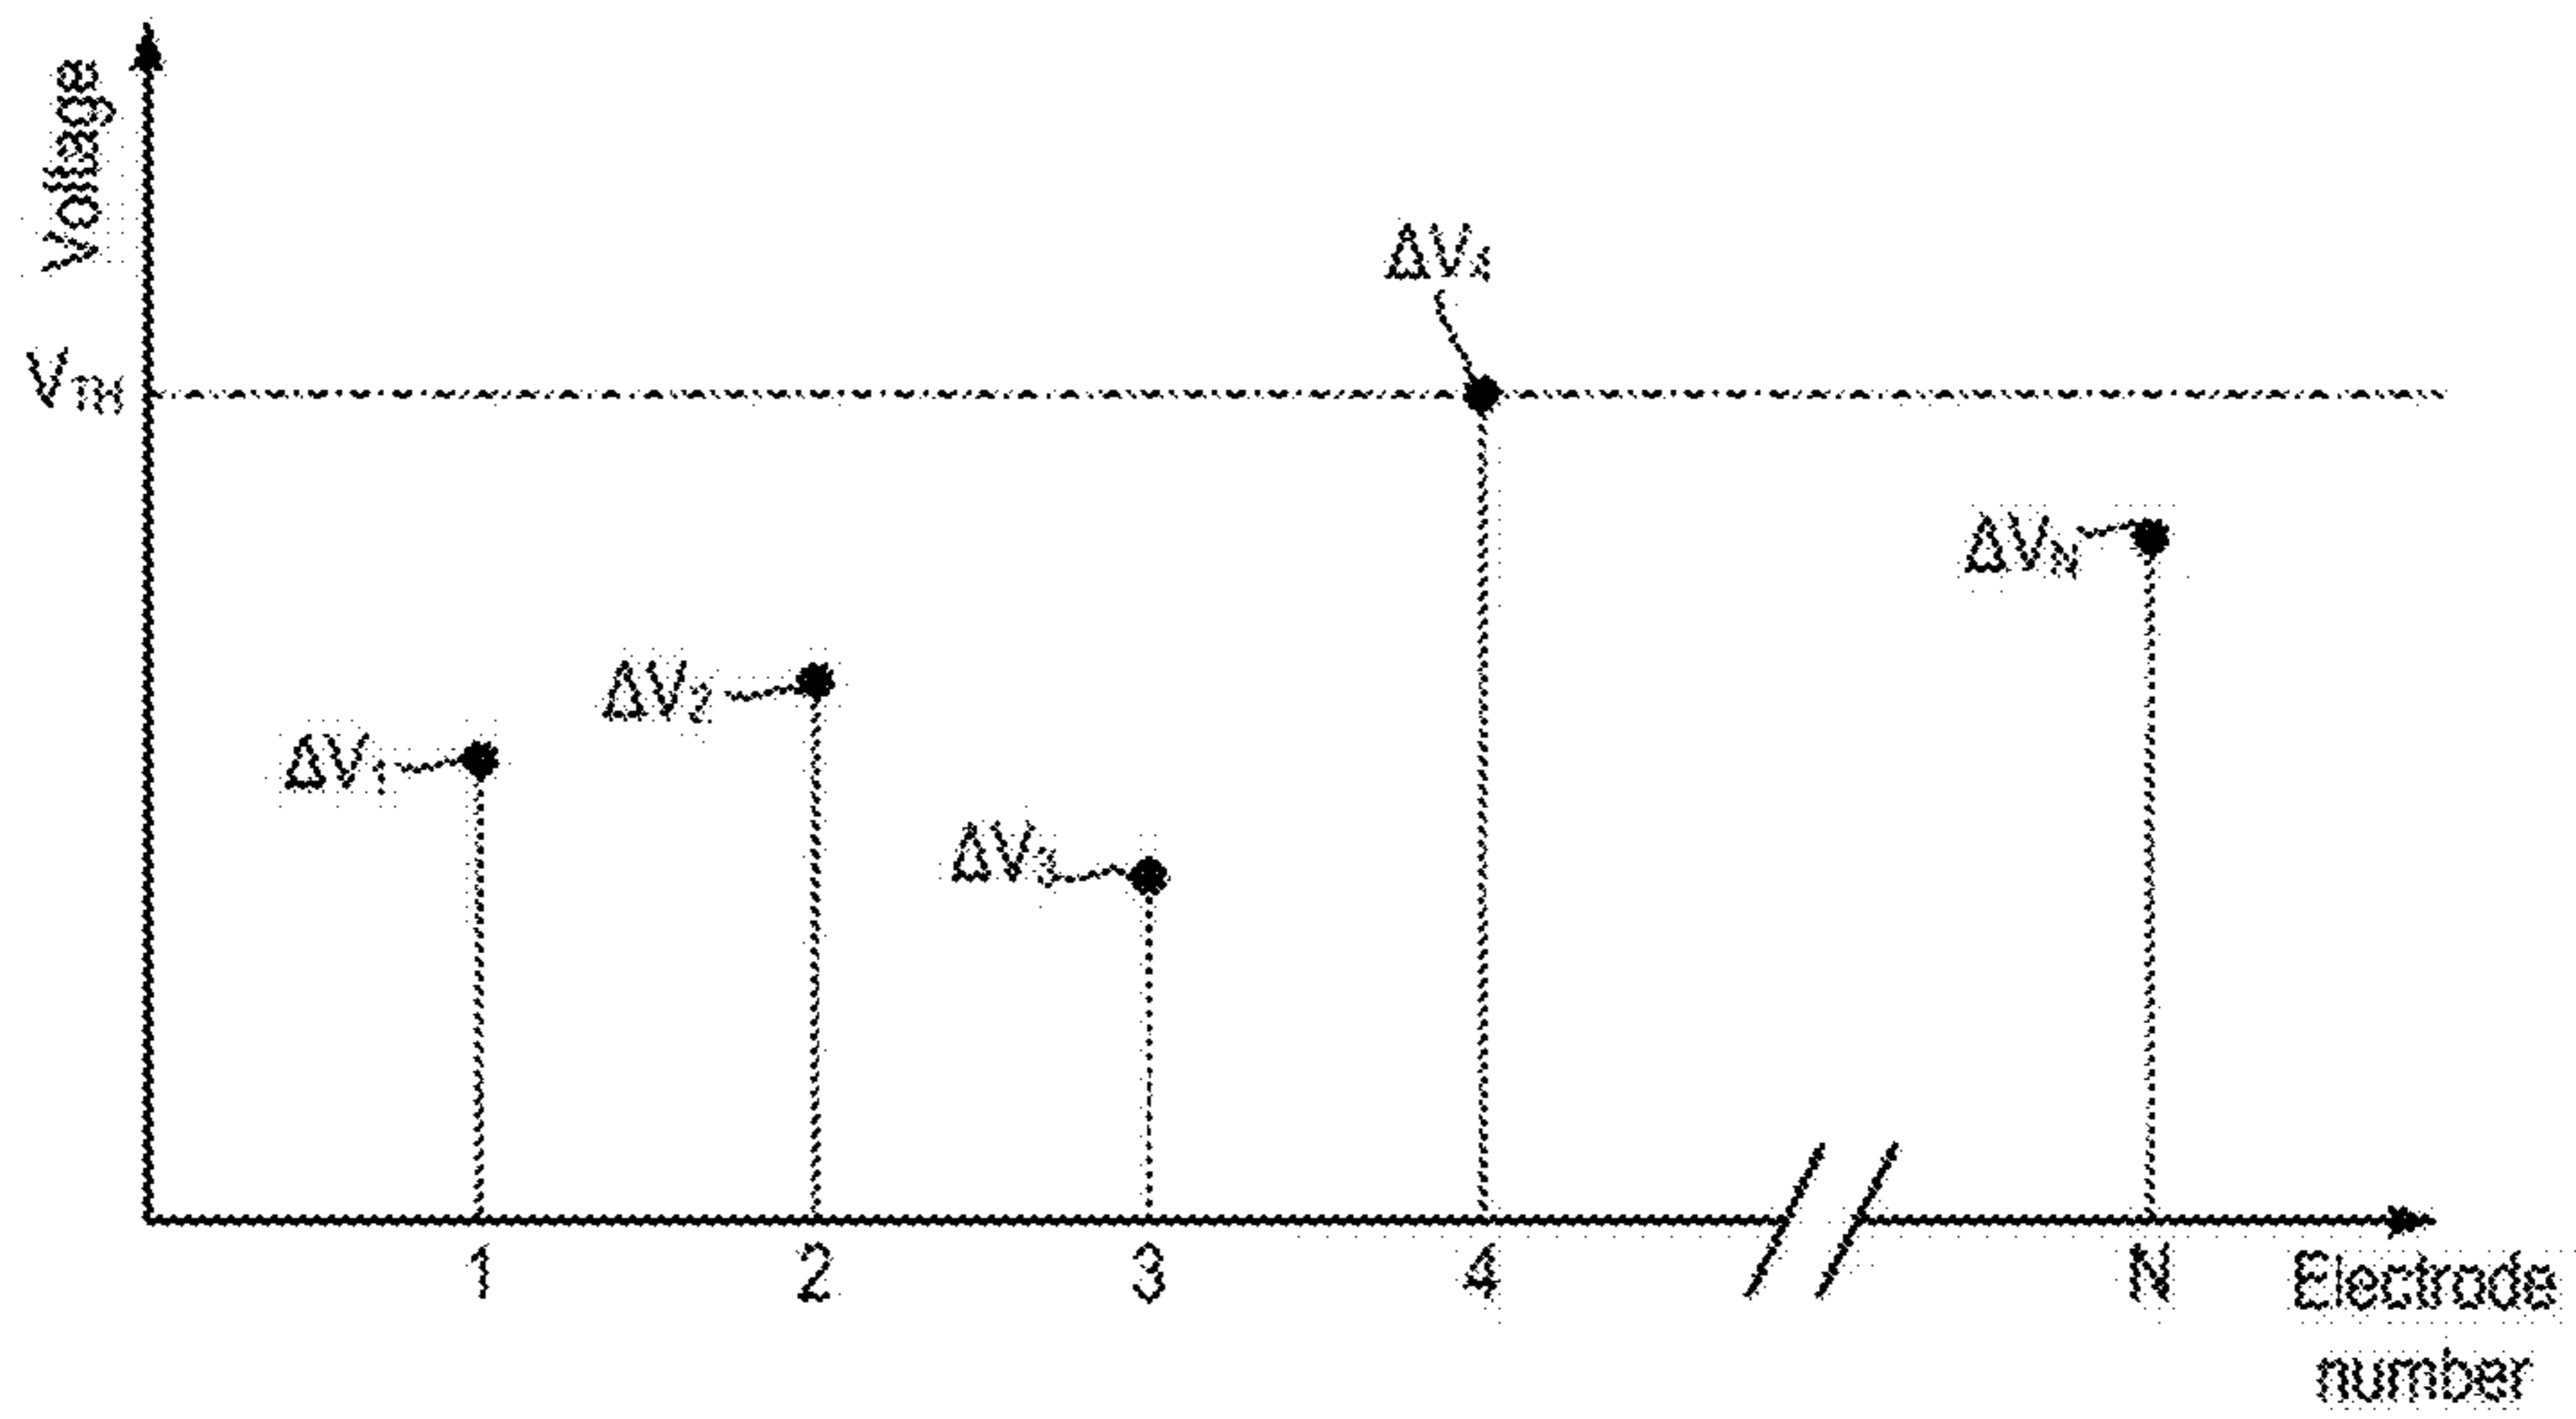 Voltage
V_TH
ΔV₄
ΔV_N
ΔV₂
ΔV₁
ΔV₃
1 2 3 4 N
Electrode
number